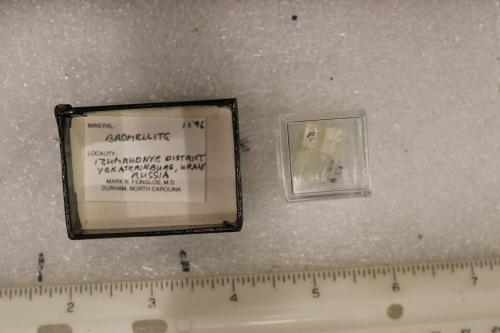 MINERAL: 1596
BROMELLITE
LOCALITY:
IZUMRUDNYE DISTRICT
YEKATERINBURG, URALS
RUSSIA
MARK N. FEINGLOS, M.D.
DURHAM, NORTH CAROLINA
2 3 4 5 6 7